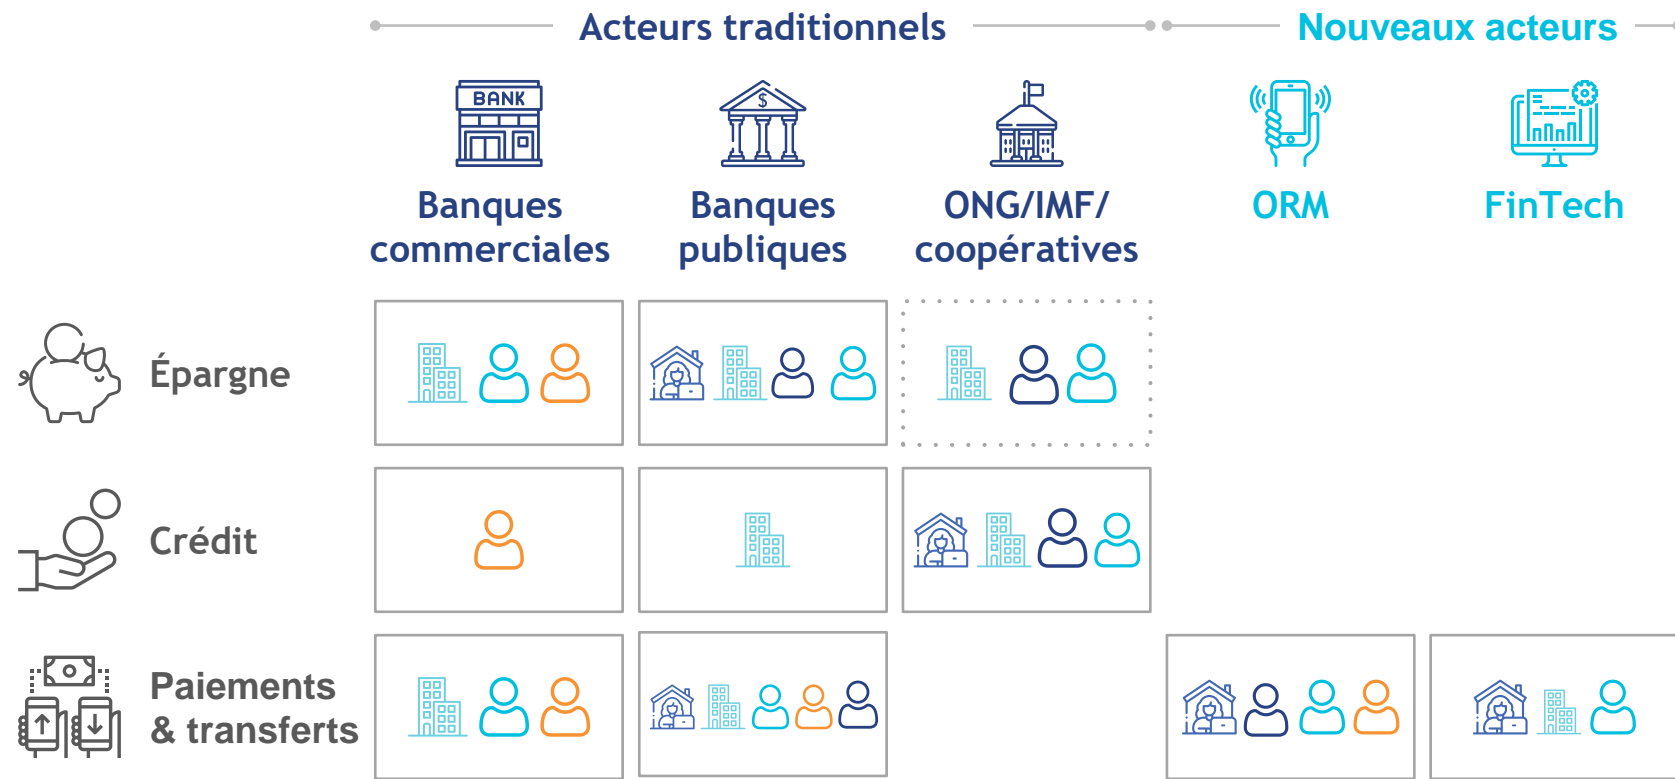 Acteurs traditionnels
Nouveaux acteurs
BANK
$
Banques
commerciales
Banques
publiques
ONG/IMF/
coopératives
ORM
FinTech
Épargne
Crédit
Paiements
& transferts